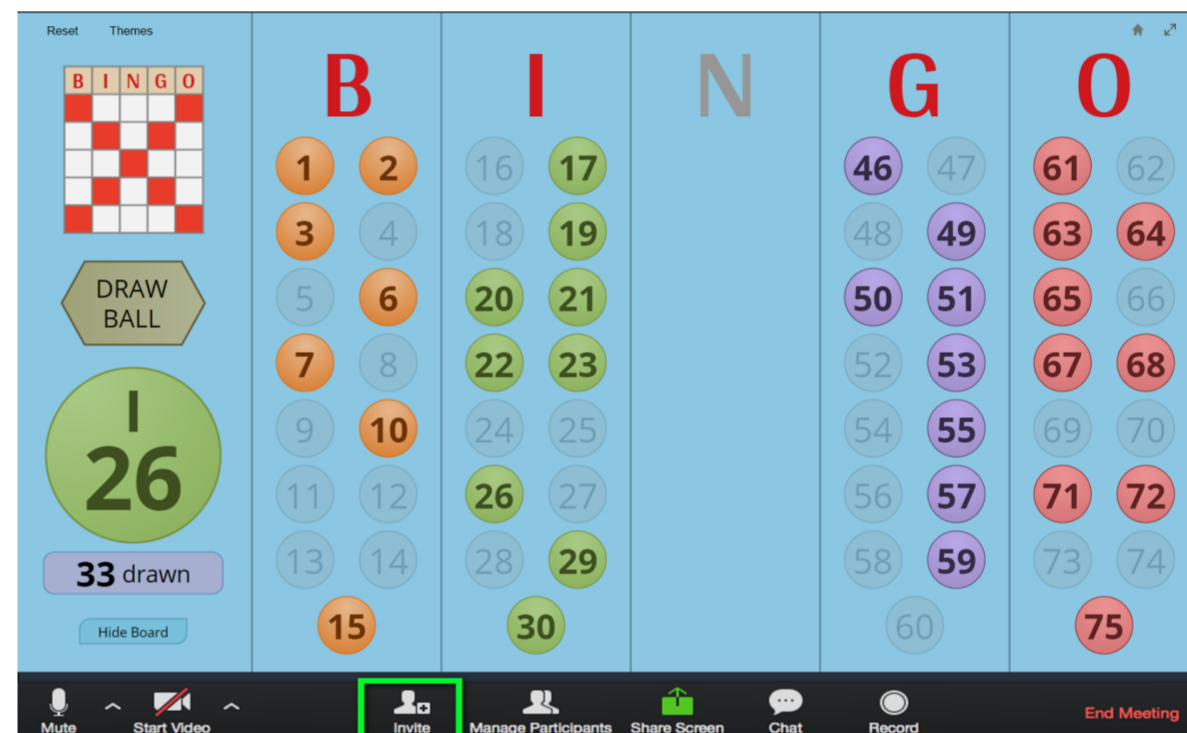 Reset Themes
B I N G O
B I N G O
1 2 16 17 46 47 61 62
3 4 18 19 48 49 63 64
5 6 20 21 50 51 65 66
7 8 22 23 52 53 67 68
9 10 24 25 54 55 69 70
11 12 26 27 56 57 71 72
13 14 28 29 58 59 73 74
15 30 60 75
DRAW
BALL
I
26
33 drawn
Hide Board
Mute Start Video Invite Manage Participants Share Screen Chat Record End Meeting